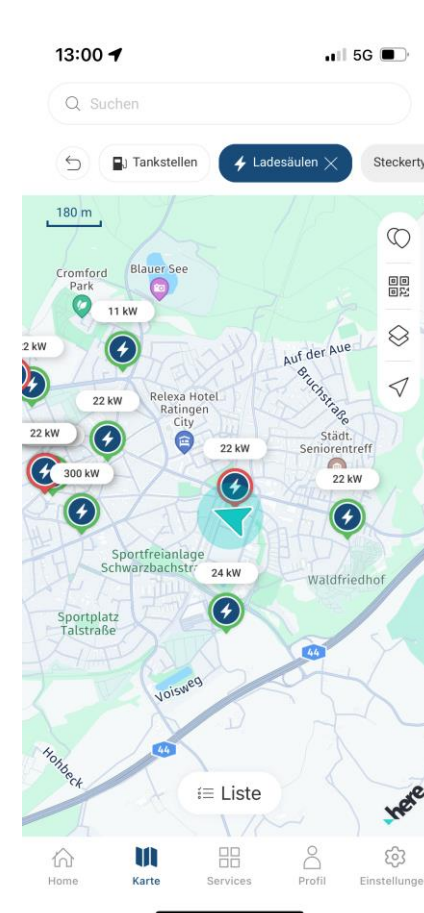 13:00
5G
Suchen
Tankstellen
Ladesäulen
Steckerty
180 m
Cromford
Park
Blauer See
11 kW
2 kW
Auf der Aue
Bruchstraße
22 kW
Relexa Hotel
Ratingen
City
22 kW
22 kW
Städt.
Seniorentreff
300 kW
22 kW
Sportfreianlage
Schwarzbachstr
24 kW
Waldfriedhof
Sportplatz
Talstraße
44
Voisweg
44
Hohbeck
Liste
here
Home
Karte
Services
Profil
Einstellunge